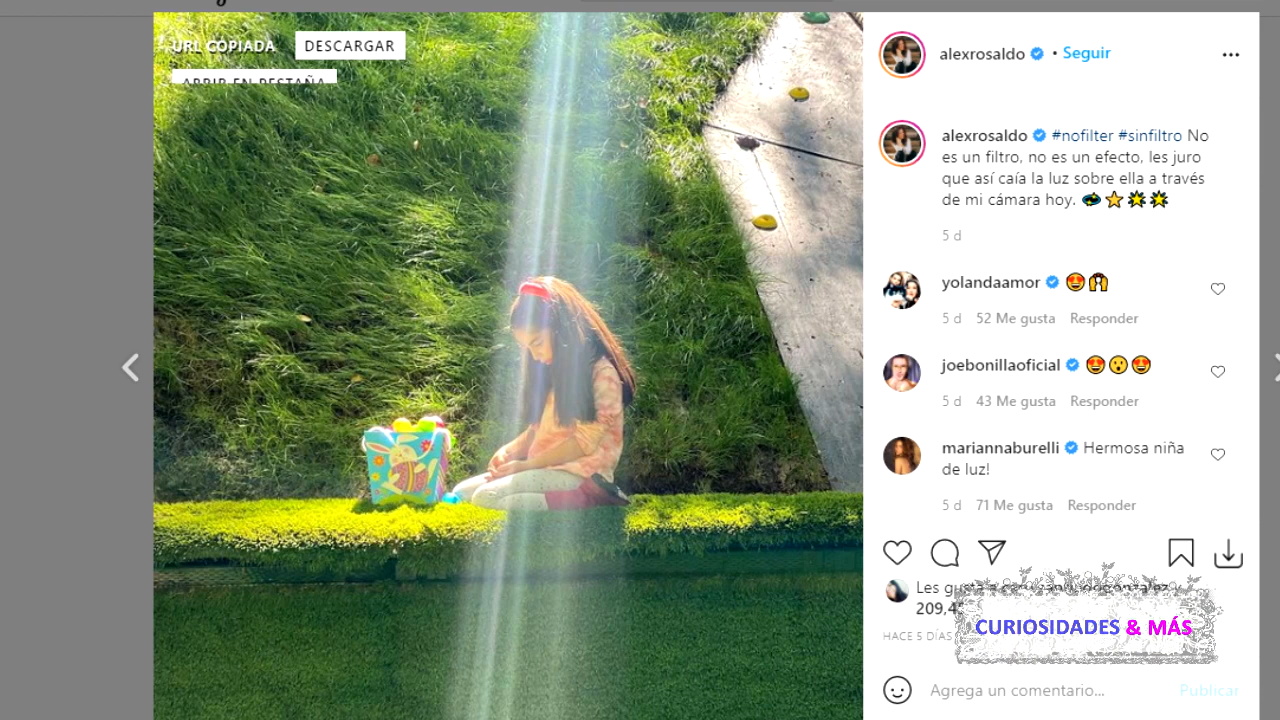 URL COPIADA
DESCARGAR
ABRIR EN PESTAÑA
alexrosaldo • Seguir
alexrosaldo #nofilter #sinfiltro No
es un filtro, no es un efecto, les juro
que así caía la luz sobre ella a través
de mi cámara hoy.
5 d
yolandaamor
5 d 52 Me gusta Responder
joebonillaoficial
5 d 43 Me gusta Responder
mariannaburelli Hermosa niña
de luz!
5 d 71 Me gusta Responder
Les gusta a
HACE 5 DÍAS
CURIOSIDADES & MÁS
Agrega un comentario...
Publicar